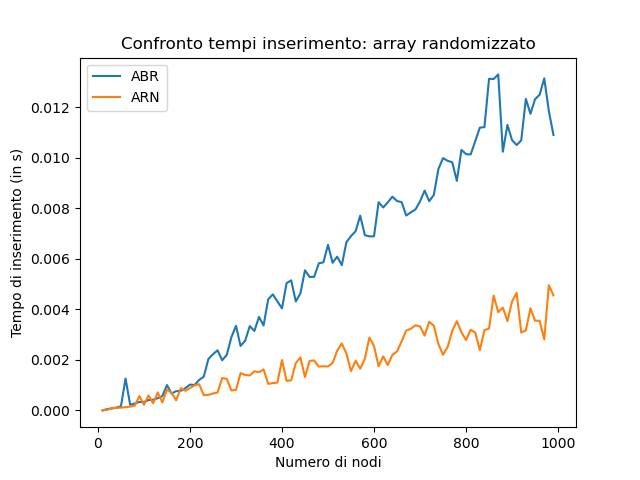 Confronto tempi inserimento: array randomizzato
ABR
ARN
Tempo di inserimento (in s)
0.012
0.010
0.008
0.006
0.004
0.002
0.000
0
200
400
600
800
1000
Numero di nodi